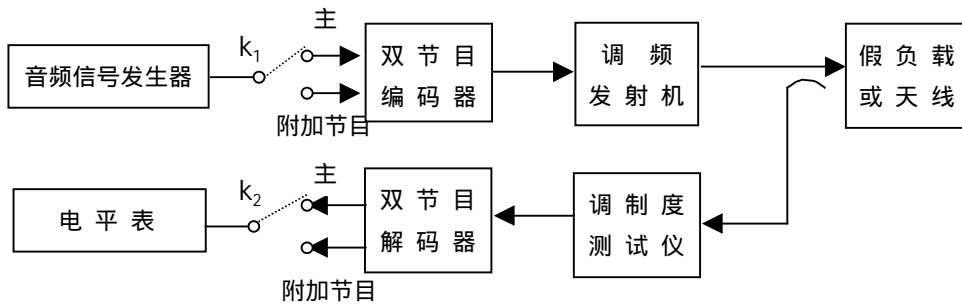 主
k₁
音频信号发生器
双 节 目
编 码 器
调 频
发 射 机
假 负 载
或 天 线
附加节目
主
k₂
电 平 表
双 节 目
解 码 器
调 制 度
测 试 仪
附加节目